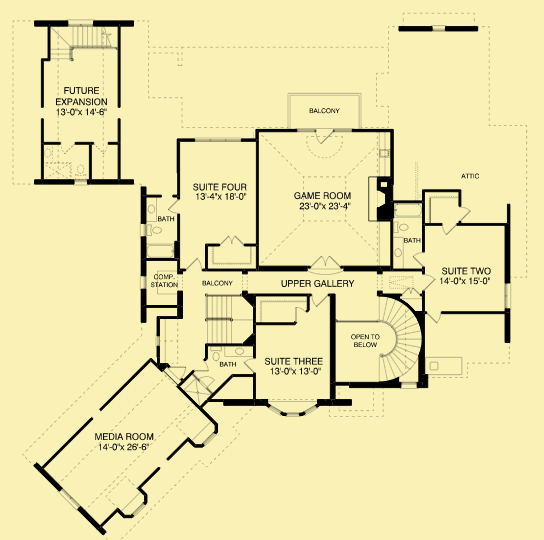 FUTURE
EXPANSION
13'-0"x 14'-6"
BALCONY
SUITE FOUR
13'-4"x 18'-0"
GAME ROOM
23'-0"x 23'-4"
ATTIC
BATH
BATH
COMP.
STATION
BALCONY
UPPER GALLERY
SUITE TWO
14'-0"x 15'-0"
OPEN TO
BELOW
SUITE THREE
13'-0"x 13'-0"
BATH
MEDIA ROOM
14'-0"x 26'-6"